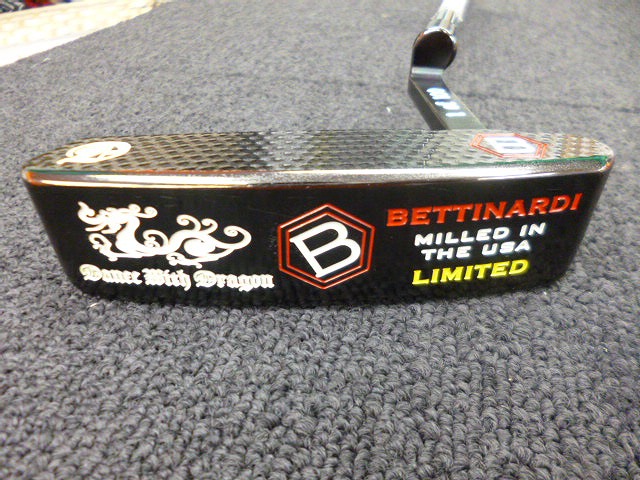 Dance With Dragon
B
BETTINARDI
MILLED IN
THE USA
LIMITED
B